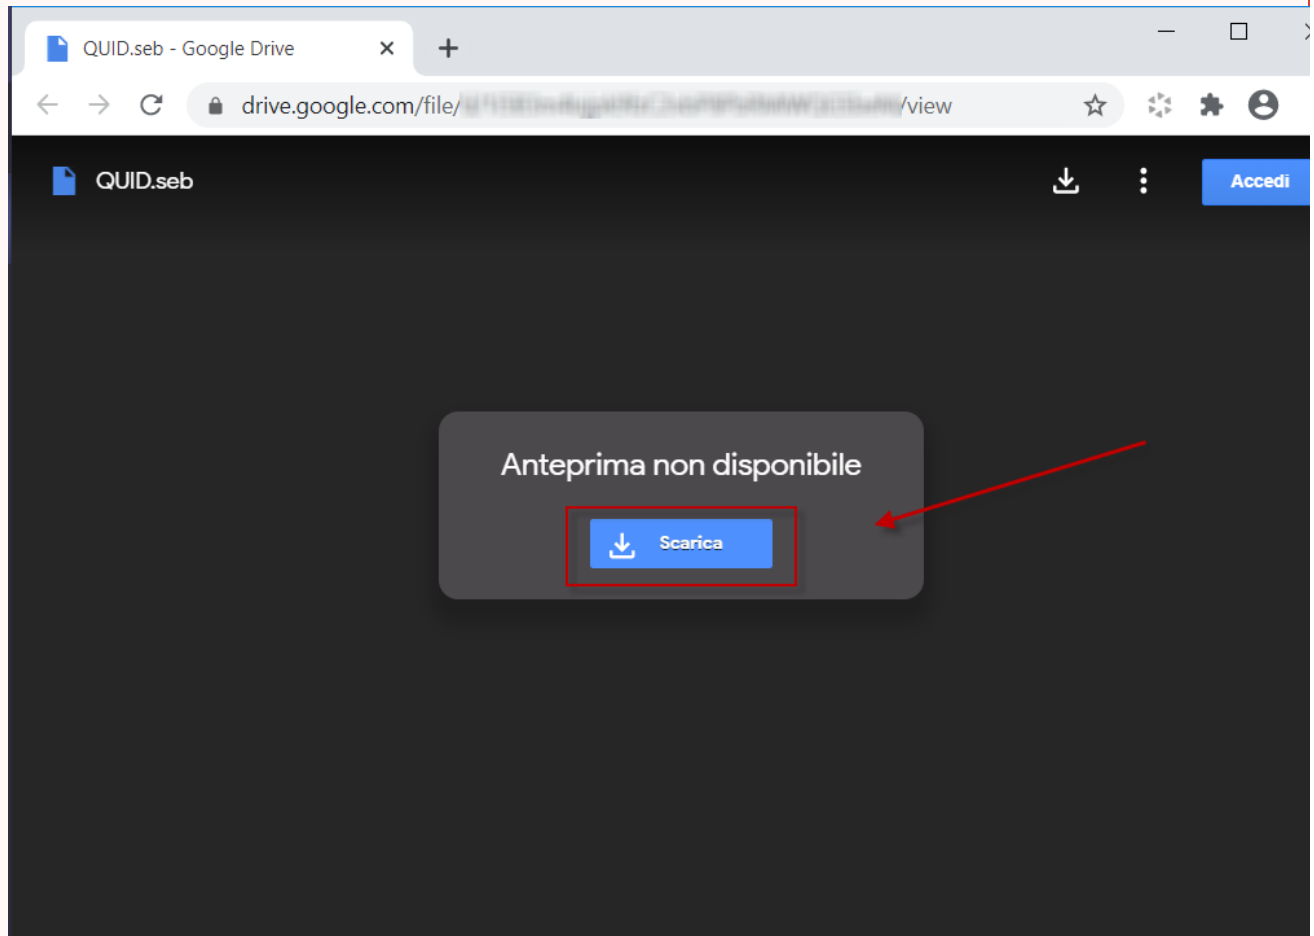 QUID.seb - Google Drive
drive.google.com/file/ /view
QUID.seb
Accedi
Anteprima non disponibile
Scarica